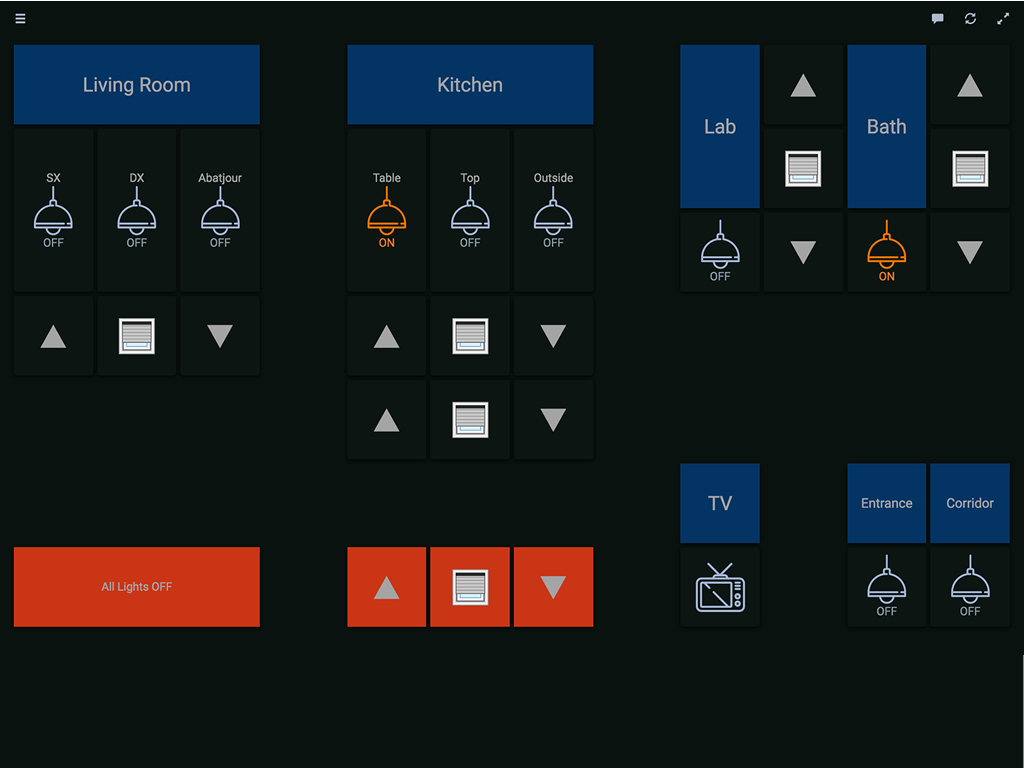 Living Room
SX
OFF
DX
OFF
Abatjour
OFF
Kitchen
Table
ON
Top
OFF
Outside
OFF
Lab
OFF
Bath
ON
All Lights OFF
TV
Entrance
OFF
Corridor
OFF